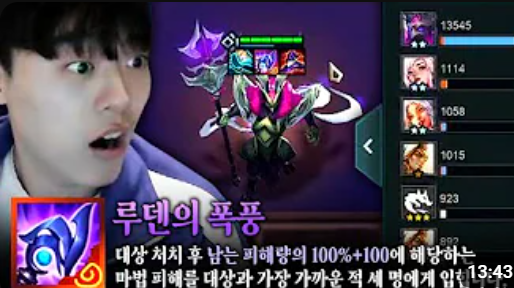 13545
1114
1058
1015
923
892
루덴의 폭풍
대상 처치 후 남는 피해량의 100%+100에 해당하는
마법 피해를 대상과 가장 가까운 적 세 명에게 입
13:43